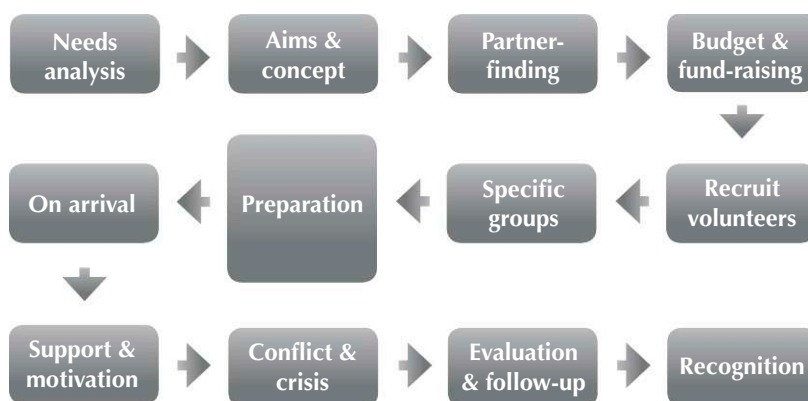 Needs
analysis
Aims &
concept
Partner-
finding
Budget &
fund-raising
Recruit
volunteers
Specific
groups
Preparation
On arrival
Support &
motivation
Conflict &
crisis
Evaluation
& follow-up
Recognition